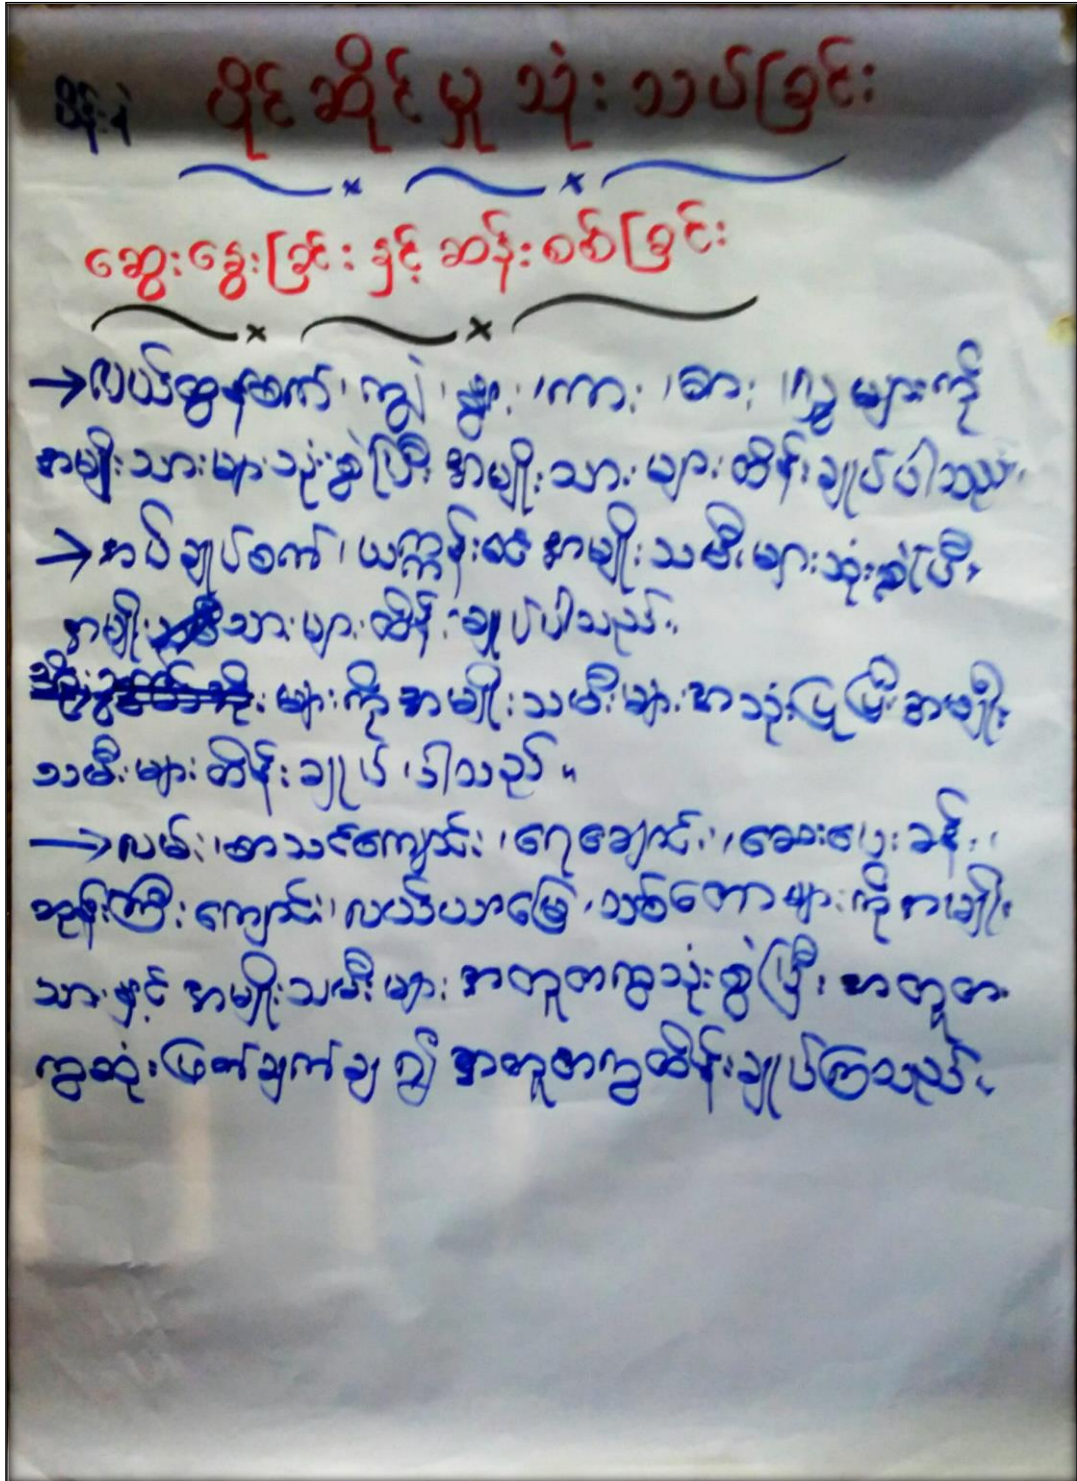 ပိုင်ဆိုင်မှု သုံးသပ်ခြင်း
ဆွေးနွေးခြင်း နှင့် ဆန်းစစ်ခြင်း
→ လယ်ထွန်စက်၊ ကျွဲ၊ နွား၊ ကား၊ စား၊ လှူများကို
အမျိုးသားများသုံးစွဲပြီး အမျိုးသားများထိန်းချုပ်ပါသည်။
→ အပ်ချုပ်စက်၊ ယက္ကန်းစင် အမျိုးသမီးများသုံးစွဲပြီး
အမျိုးသားများထိန်းချုပ်ပါသည်။
များကို အမျိုးသမီးများအသုံးပြုပြီး အမျိုး
သမီးများထိန်းချုပ်ပါသည်။
→ လမ်း၊ စာသင်ကျောင်း၊ ရေချောင်း၊ ဆေးပေးခန်း၊
ဘုန်းကြီးကျောင်း၊ လယ်ယာမြေ၊ သစ်တောများကိုအမျိုး
သားနှင့် အမျိုးသမီးများ အတူတကွသုံးစွဲပြီး အတူတ
ကွဆုံးဖြတ်ချက်ချ၍ အတူတကွထိန်းချုပ်ကြသည်။